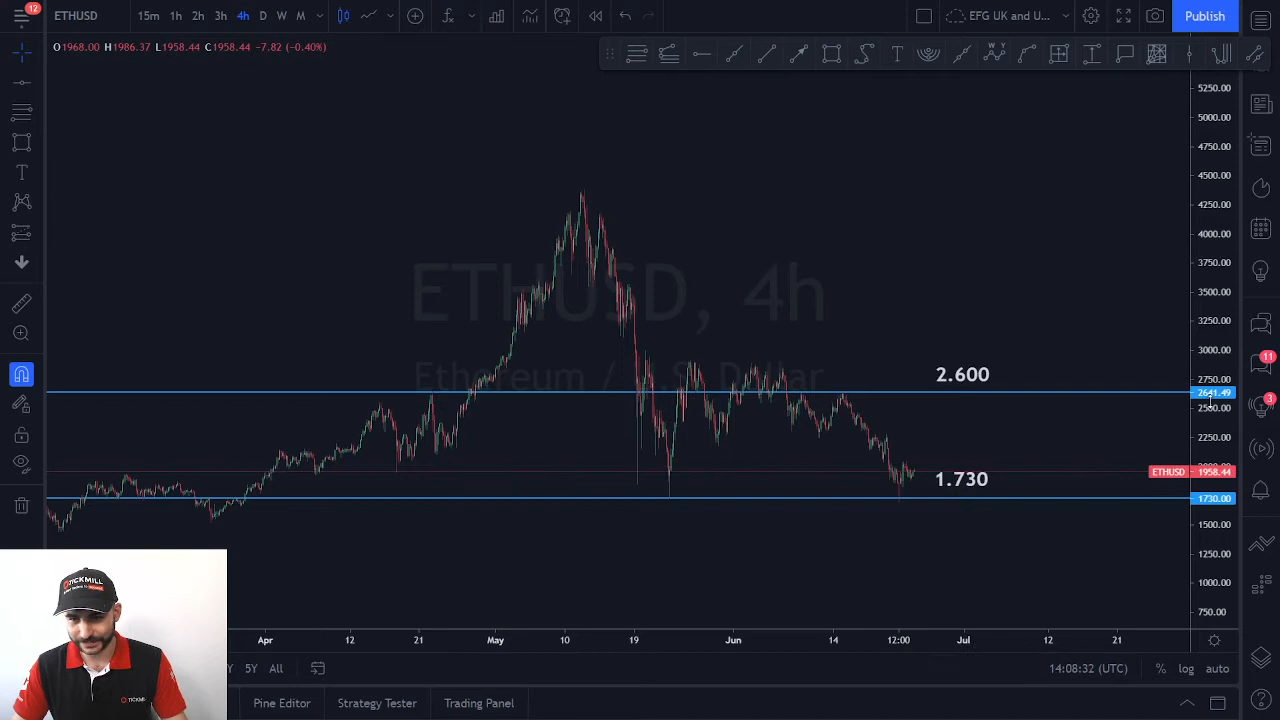 12
ETHUSD
15m 1h 2h 3h 4h D W M
EFG UK and U...
Publish
O1968.00 H1986.37 L1958.44 C1958.44 -7.82 (-0.40%)
5250.00
5000.00
4750.00
4500.00
4250.00
4000.00
3750.00
3500.00
3250.00
3000.00
2750.00
2641.49
2500.00
2250.00
ETHUSD 1958.44
1730.00
1500.00
1250.00
1000.00
750.00
ETHUSD, 4h
Ethereum / U.S. Dollar
2.600
1.730
11
3
Apr 12 21 May 10 19 Jun 14 12:00 Jul 12 21
Y 5Y All
14:08:32 (UTC)
% log auto
Pine Editor Strategy Tester Trading Panel
TICKMILL
TICKMILL